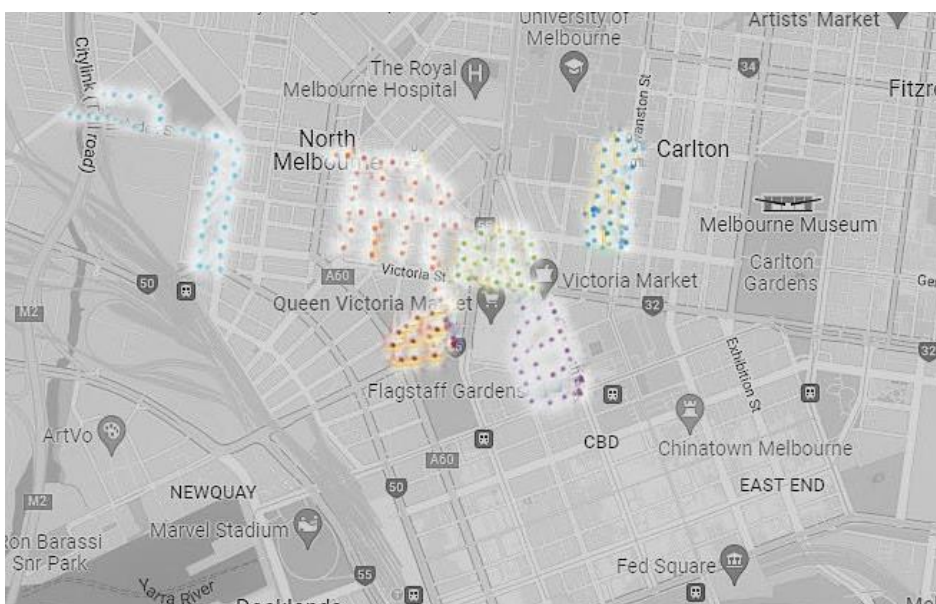 University of
Melbourne
Artists' Market
34
The Royal
Melbourne Hospital
Citylink (T
ll road)
Fitzr
North
Melbourne
Swanston St
Carlton
Melbourne Museum
Carlton
Gardens
Victoria St
A60
50
Victoria Market
Queen Victoria Market
32
M2
32
Exhibition St
Flagstaff Gardens
ArtVo
CBD
Chinatown Melbourne
A60
NEWQUAY
50
EAST END
M2
Marvel Stadium
Ron Barassi
Snr Park
Fed Square
55
Yarra River
Docklands